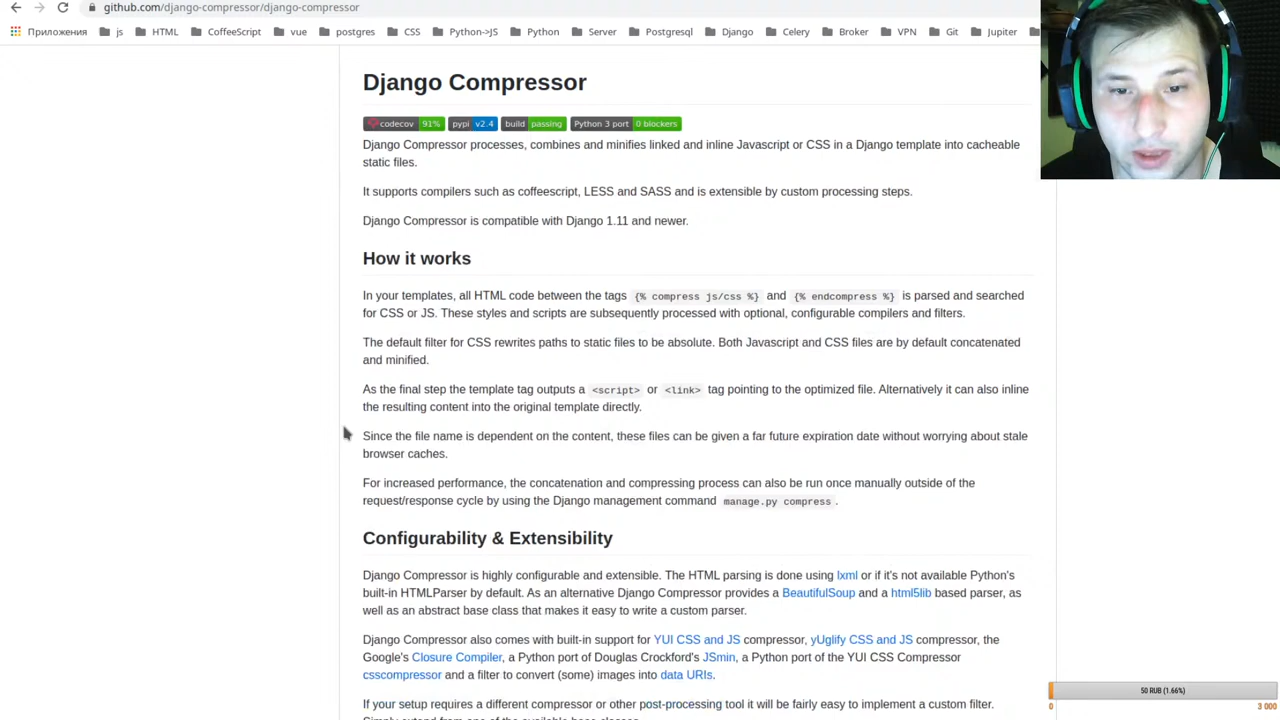 github.com/django-compressor/django-compressor
Приложения js HTML CoffeeScript vue postgres CSS Python->JS Python Server Postgresql Django Celery Broker VPN Git Jupiter
Django Compressor
codecov 91% pypi v2.4 build passing Python 3 port 0 blockers
Django Compressor processes, combines and minifies linked and inline Javascript or CSS in a Django template into cacheable
static files.
It supports compilers such as coffeescript, LESS and SASS and is extensible by custom processing steps.
Django Compressor is compatible with Django 1.11 and newer.
How it works
In your templates, all HTML code between the tags {% compress js/css %} and {% endcompress %} is parsed and searched
for CSS or JS. These styles and scripts are subsequently processed with optional, configurable compilers and filters.
The default filter for CSS rewrites paths to static files to be absolute. Both Javascript and CSS files are by default concatenated
and minified.
As the final step the template tag outputs a <script> or <link> tag pointing to the optimized file. Alternatively it can also inline
the resulting content into the original template directly.
Since the file name is dependent on the content, these files can be given a far future expiration date without worrying about stale
browser caches.
For increased performance, the concatenation and compressing process can also be run once manually outside of the
request/response cycle by using the Django management command manage.py compress.
Configurability & Extensibility
Django Compressor is highly configurable and extensible. The HTML parsing is done using lxml or if it's not available Python's
built-in HTMLParser by default. As an alternative Django Compressor provides a BeautifulSoup and a html5lib based parser, as
well as an abstract base class that makes it easy to write a custom parser.
Django Compressor also comes with built-in support for YUI CSS and JS compressor, yUglify CSS and JS compressor, the
Google's Closure Compiler, a Python port of Douglas Crockford's JSmin, a Python port of the YUI CSS Compressor
csscompressor and a filter to convert (some) images into data URIs.
If your setup requires a different compressor or other post-processing tool it will be fairly easy to implement a custom filter.
Simply extend from one of the available base classes.
50 RUB (1.66%)
0 3 000